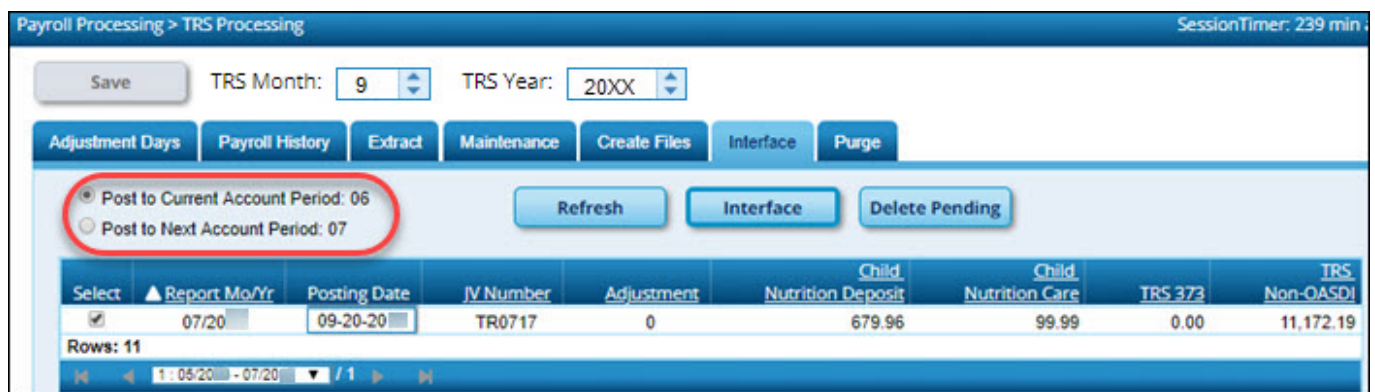 Payroll Processing > TRS Processing SessionTimer: 239 min
Save TRS Month: 9 TRS Year: 20XX
Adjustment Days Payroll History Extract Maintenance Create Files Interface Purge
Post to Current Account Period: 06
Post to Next Account Period: 07
Refresh Interface Delete Pending
Select Report Mo/Yr Posting Date JV Number Adjustment Child Nutrition Deposit Child Nutrition Care TRS 373 TRS Non-OASDI
07/20 09-20-20 TR0717 0 679.96 99.99 0.00 11,172.19
Rows: 11
1 : 05/20 - 07/20 / 1